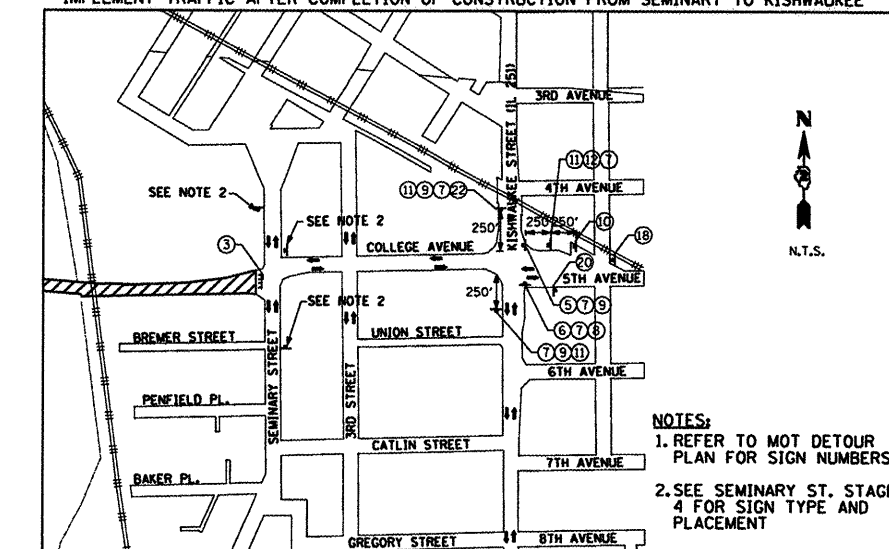 IMPLEMENT TRAFFIC AFTER COMPLETION OF CONSTRUCTION FROM SEMINARY TO KISHWAUKEE
3RD AVENUE
KISHWAUKEE STREET (IL 251)
N
11 12 7
4TH AVENUE
SEE NOTE 2
11 9 7 22
SEE NOTE 2
250' 250'
10
250'
18
N.T.S.
3
COLLEGE AVENUE
20
5TH AVENUE
250'
SEE NOTE 2
5 7 9
BREMER STREET
UNION STREET
6 7 8
7 9 11
6TH AVENUE
SEMINARY STREET
3RD STREET
PENFIELD PL.
NOTES:
1. REFER TO MOT DETOUR
PLAN FOR SIGN NUMBERS
CATLIN STREET
7TH AVENUE
BAKER PL.
2. SEE SEMINARY ST. STAGE
4 FOR SIGN TYPE AND
PLACEMENT
GREGORY STREET
8TH AVENUE